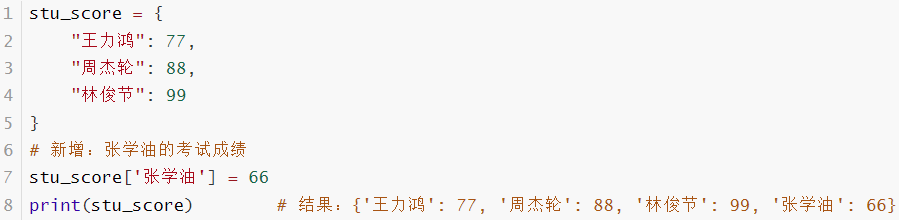 1 stu_score = {
2     "王力鸿": 77,
3     "周杰轮": 88,
4     "林俊节": 99
5 }
6 # 新增：张学油的考试成绩
7 stu_score['张学油'] = 66
8 print(stu_score)        # 结果：{'王力鸿': 77, '周杰轮': 88, '林俊节': 99, '张学油': 66}